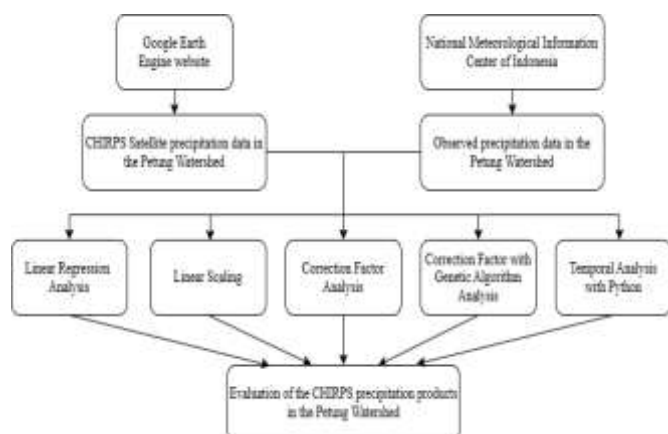 Google Earth
Engine website
National Meteorological Information
Center of Indonesia
CHIRPS Satellite precipitation data in
the Petung Watershed
Observed precipitation data in the
Petung Watershed
Linear Regression
Analysis
Linear Scaling
Correction Factor
Analysis
Correction Factor with
Genetic Algorithm
Analysis
Temporal Analysis
with Python
Evaluation of the CHIRPS precipitation products
in the Petung Watershed